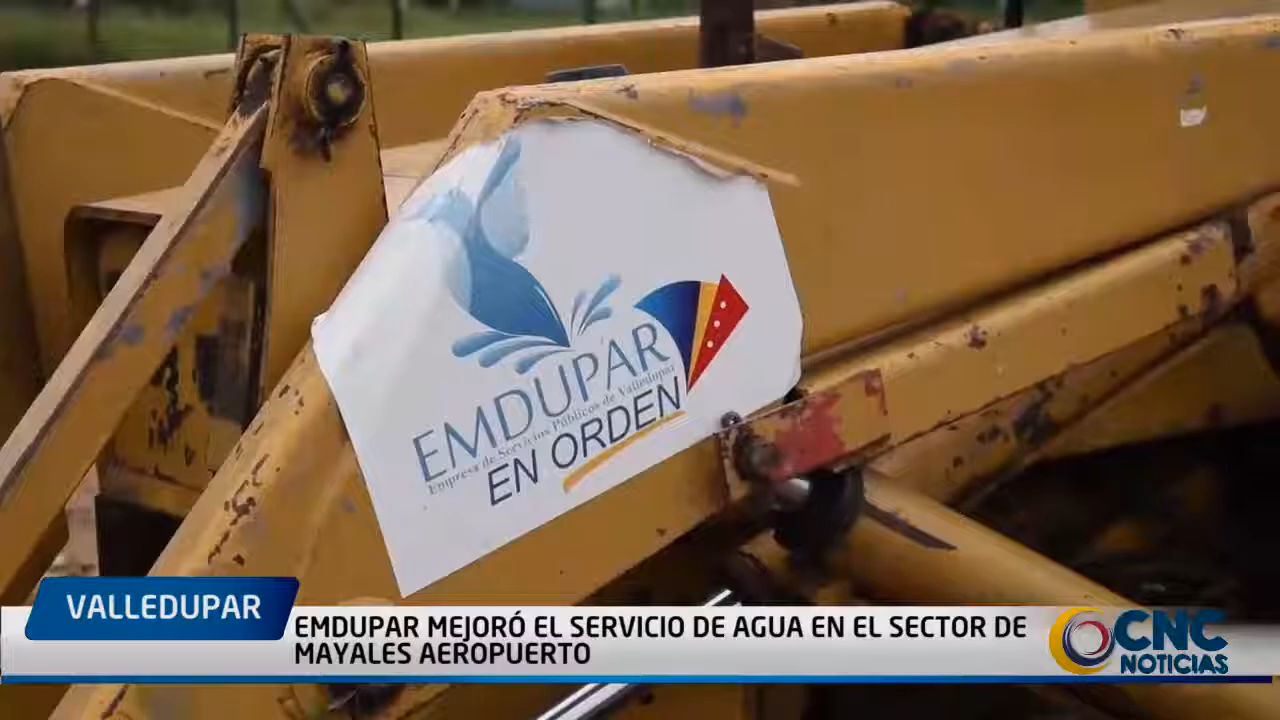 EMDUPAR
Empresa de Servicios Públicos de Valledupar
EN ORDEN
VALLEDUPAR
EMDUPAR MEJORÓ EL SERVICIO DE AGUA EN EL SECTOR DE
MAYALES AEROPUERTO
CNC
NOTICIAS